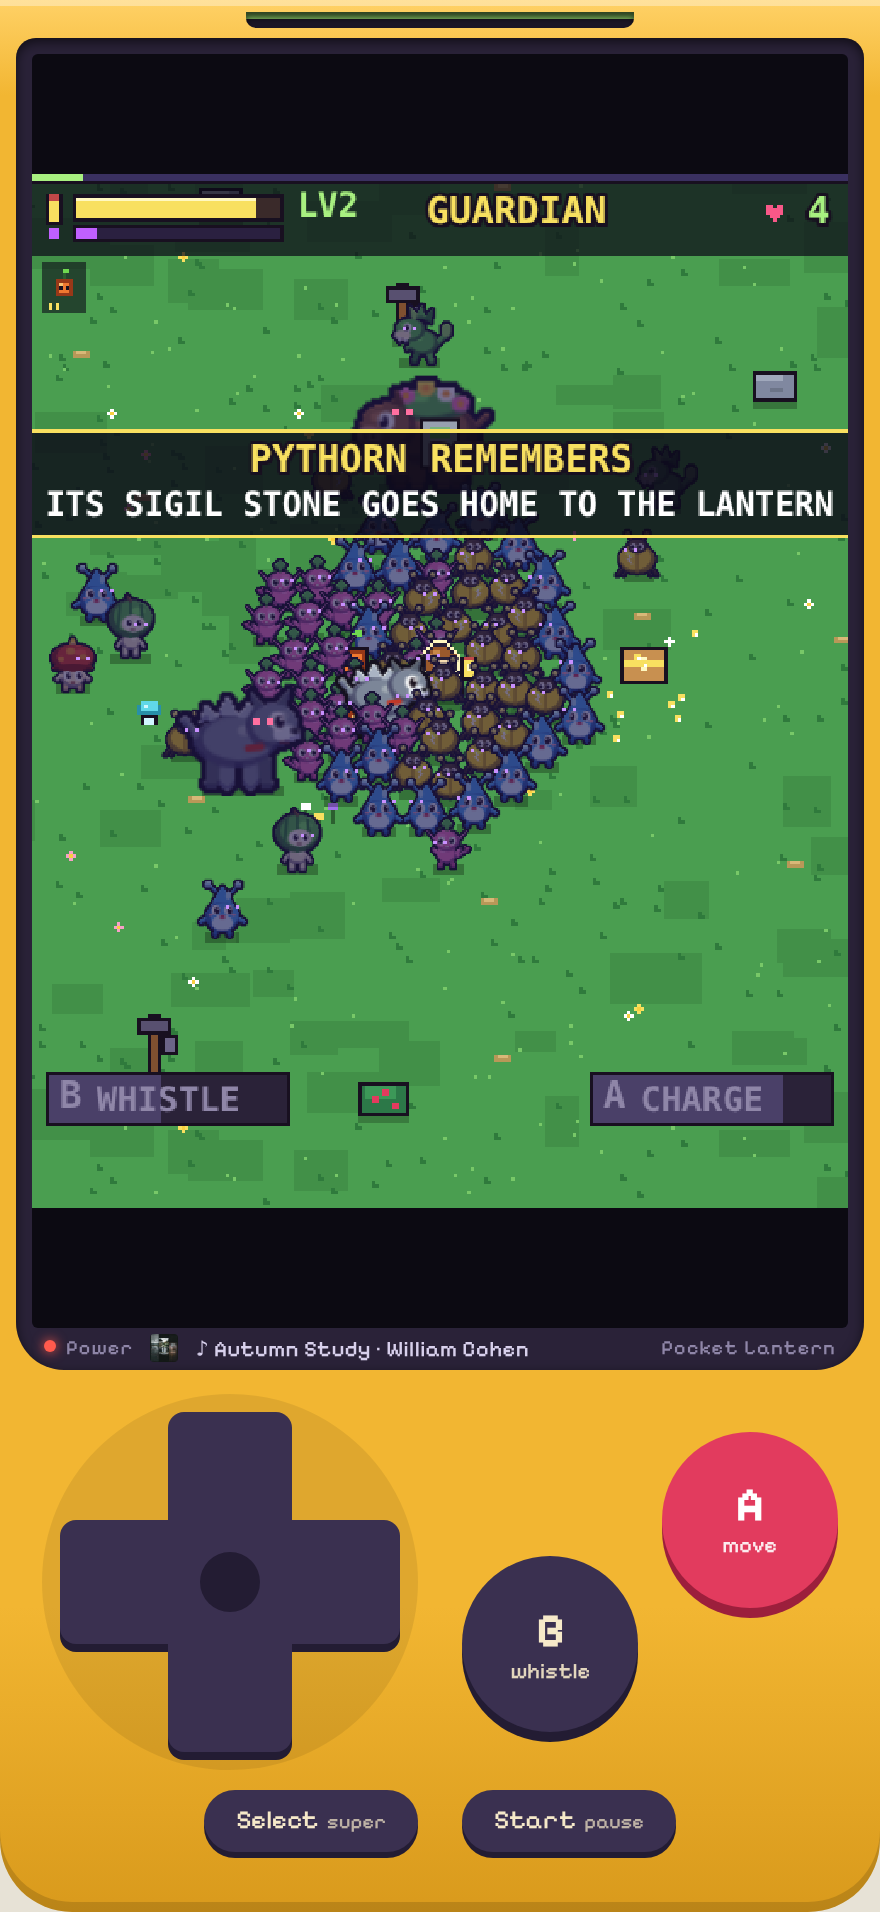 LV2 GUARDIAN 4
PYTHORN REMEMBERS
ITS SIGIL STONE GOES HOME TO THE LANTERN
B WHISTLE A CHARGE
Power ♪ Autumn Study · William Cohen Pocket Lantern
A
move
B
whistle
Select super Start pause